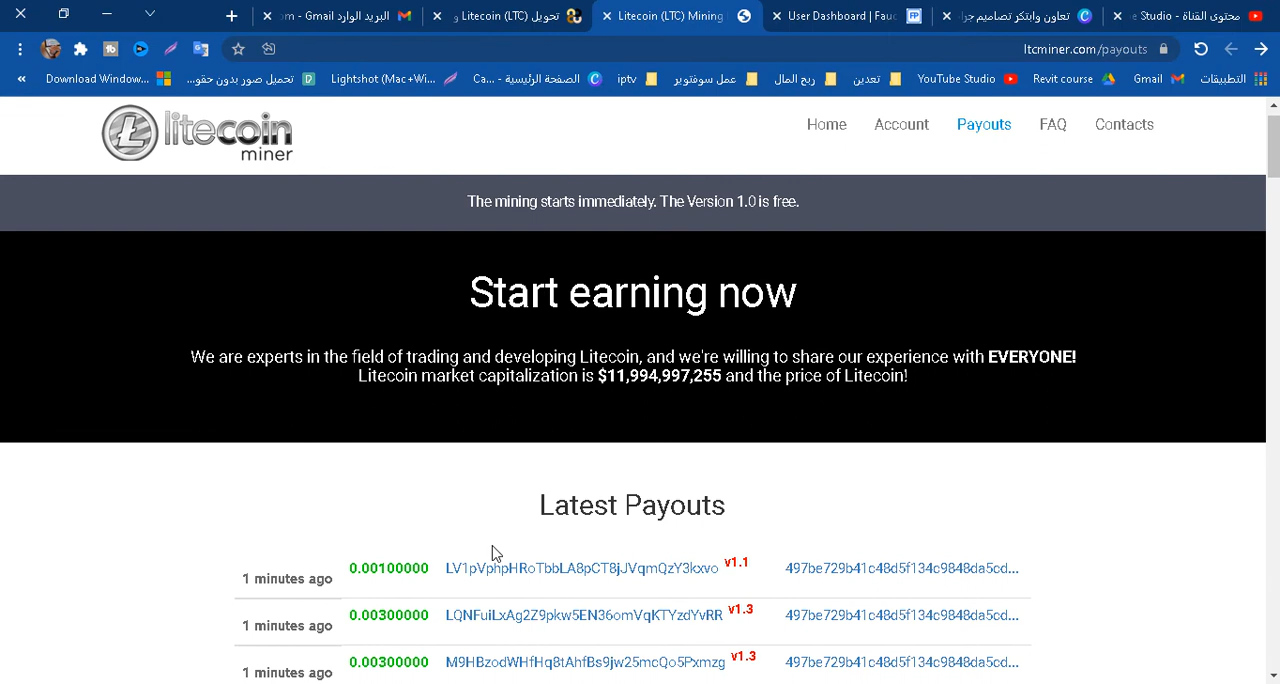 البريد الوارد - Gmail - om
تحويل Litecoin (LTC) و
Litecoin (LTC) Mining
User Dashboard | Fauc
تعاون وابتكر تصاميم جرا
محتوى القناة - e Studio
ltcminer.com/payouts
Download Window...
تحميل صور بدون حقو...
Lightshot (Mac+Wi...
الصفحة الرئيسية - Ca...
iptv
عمل سوفتوير
ربح المال
تعدين
YouTube Studio
Revit course
Gmail
التطبيقات
litecoin
miner
Home Account Payouts FAQ Contacts
The mining starts immediately. The Version 1.0 is free.
Start earning now
We are experts in the field of trading and developing Litecoin, and we're willing to share our experience with EVERYONE!
Litecoin market capitalization is $11,994,997,255 and the price of Litecoin!
Latest Payouts
1 minutes ago 0.00100000 LV1pVphpHRoTbbLA8pCT8jJVqmQzY3kxvo v1.1 497be729b41c48d5f134c9848da5cd...
1 minutes ago 0.00300000 LQNFuiLxAg2Z9pkw5EN36omVqKTYzdYvRR v1.3 497be729b41c48d5f134c9848da5cd...
1 minutes ago 0.00300000 M9HBzodWHfHq8tAhfBs9jw25mcQo5Pxmzg v1.3 497be729b41c48d5f134c9848da5cd...